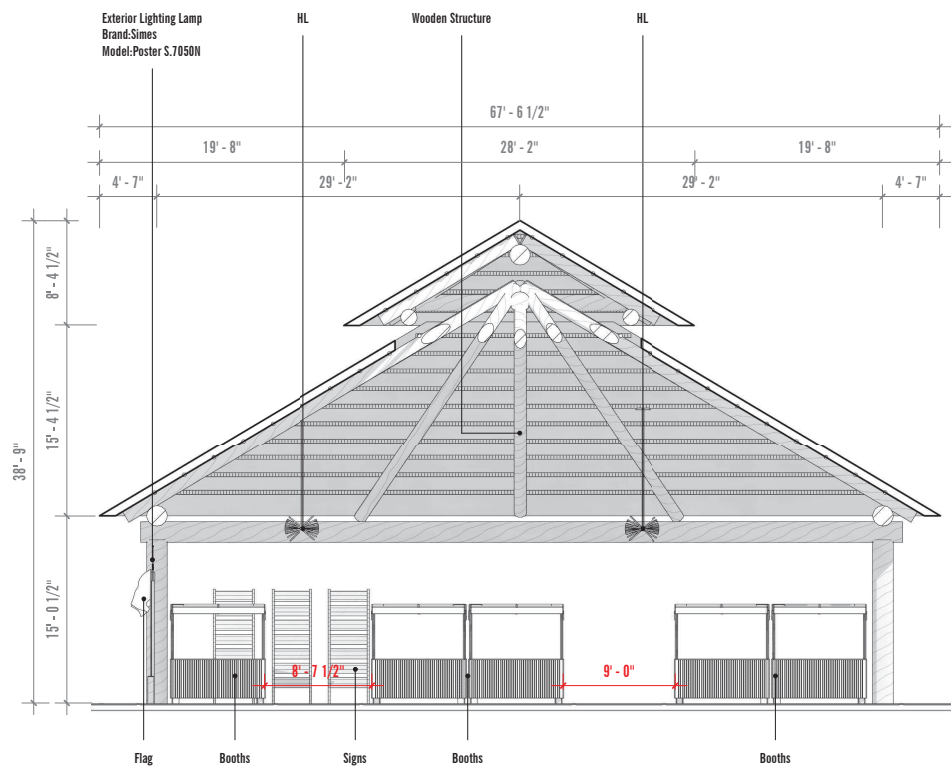 Exterior Lighting Lamp
Brand:Simes
Model:Poster S.7050N
HL
Wooden Structure
HL
67' - 6 1/2"
19' - 8"
28' - 2"
19' - 8"
4' - 7"
29' - 2"
29' - 2"
4' - 7"
8' - 4 1/2"
15' - 4 1/2"
38' - 9"
15' - 0 1/2"
8' - 7 1/2"
9' - 0"
Flag
Booths
Signs
Booths
Booths